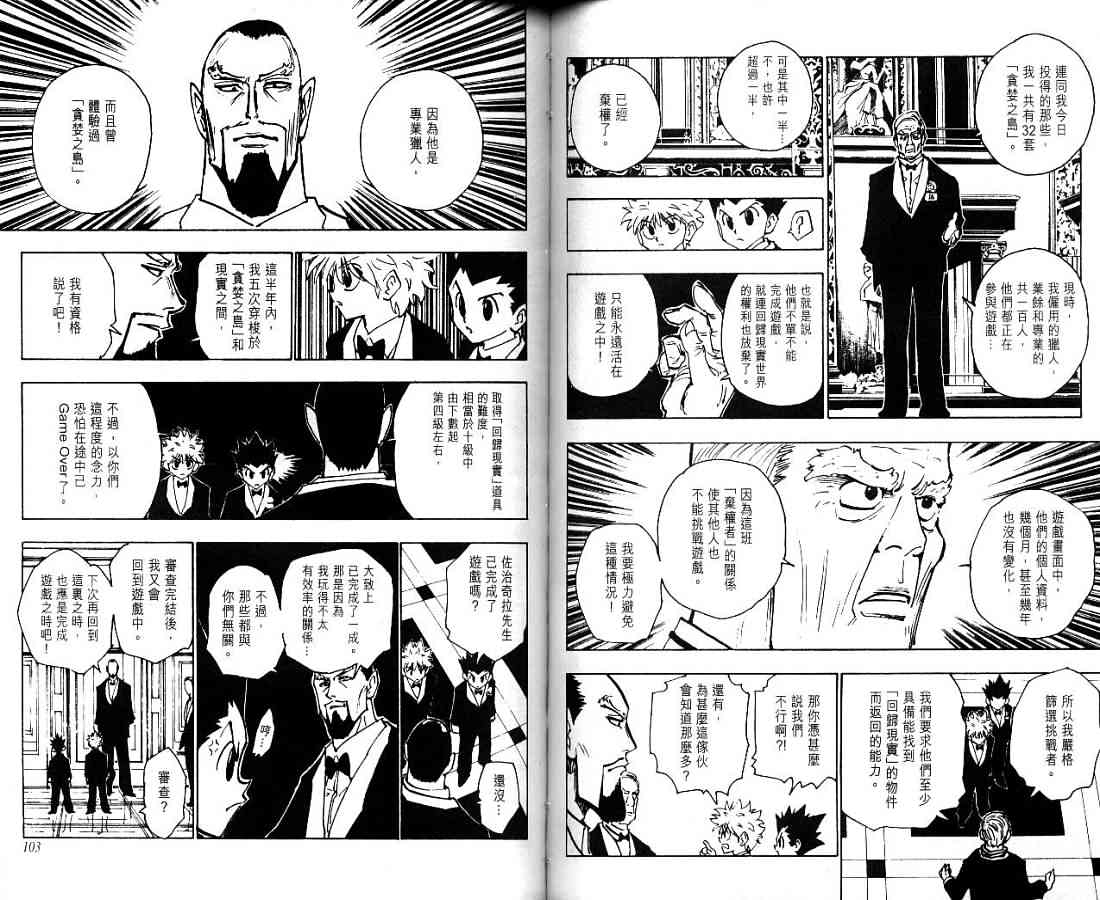 連同我今日
投得的那些，
我一共有32套
「貪婪之島」。
現時，
我僱用的獵人，
業餘和專業的
共一百人，
他們都正在
參與遊戲…
可是其中一半…
不，也許
超過一半，
已經
棄權了。
?
也就是說，
他們不單不能
完成遊戲，
就連回歸現實世界
的權利也放棄了。
只能永遠活在
遊戲之中！
遊戲畫面中，
他們的個人資料，
幾個月，甚至幾年
也沒有變化，
因為這班
「棄權者」的關係
使其他人也
不能挑戰遊戲。
我要極力避免
這種情況！
所以我嚴格
篩選挑戰者。
我們要求他們至少
具備能找到
「回歸現實」的物件
而返回的能力。
那你憑甚麼
說我們
不行啊?!
還有，
為甚麼這傢伙
會知道那麼多？
因為他是
專業獵人，
而且曾
體驗過
「貪婪之島」。
這半年內，
我五次穿梭於
「貪婪之島」和
現實之間，
我有資格
說了吧！
取得「回歸現實」道具
的難度，
相當於十級中
由下數起
第四級左右，
不過，以你們
這程度的念力，
恐怕在途中已
Game Over了。
佐治奇拉先生
已完成了
遊戲嗎？
還沒…
大致上
已完成了一成。
那是因為
我玩得不太
有效率的關係…
不過，
那些都與
你們無關。
哼…
審查完結後，
我又會
回到遊戲中。
下次再回到
這裏之時，
也應是完成
遊戲之時吧！
審查？
103